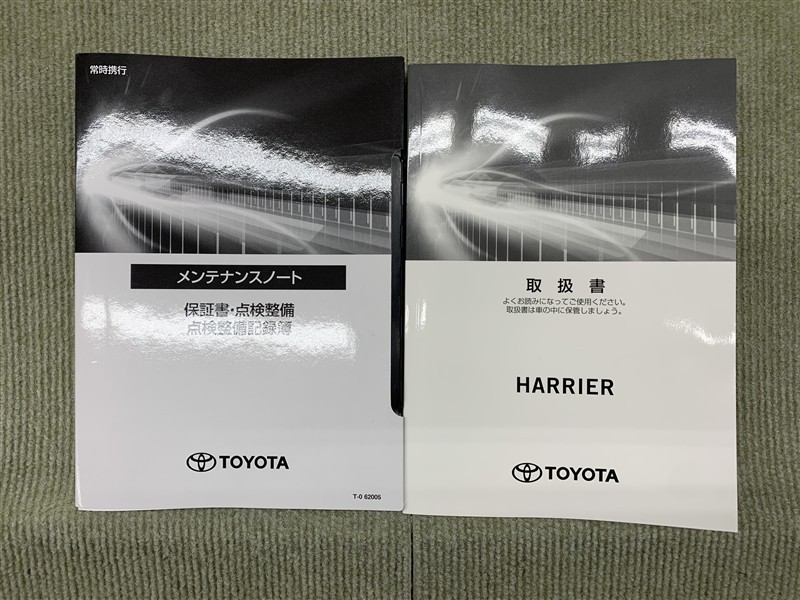 常時携行
メンテナンスノート
保証書・点検整備
点検整備記録簿
TOYOTA
T-0 62005
取扱書
よくお読みになってご使用ください。
取扱書は車の中に保管しましょう。
HARRIER
TOYOTA